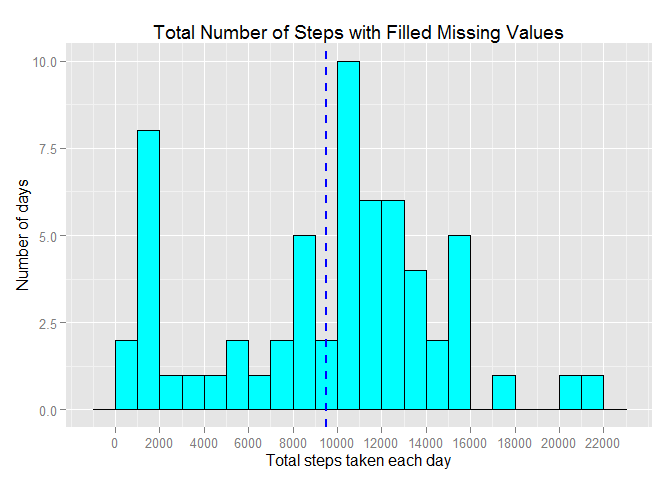 Total Number of Steps with Filled Missing Values
10.0
7.5
5.0
2.5
0.0
Number of days
0 2000 4000 6000 8000 10000 12000 14000 16000 18000 20000 22000
Total steps taken each day